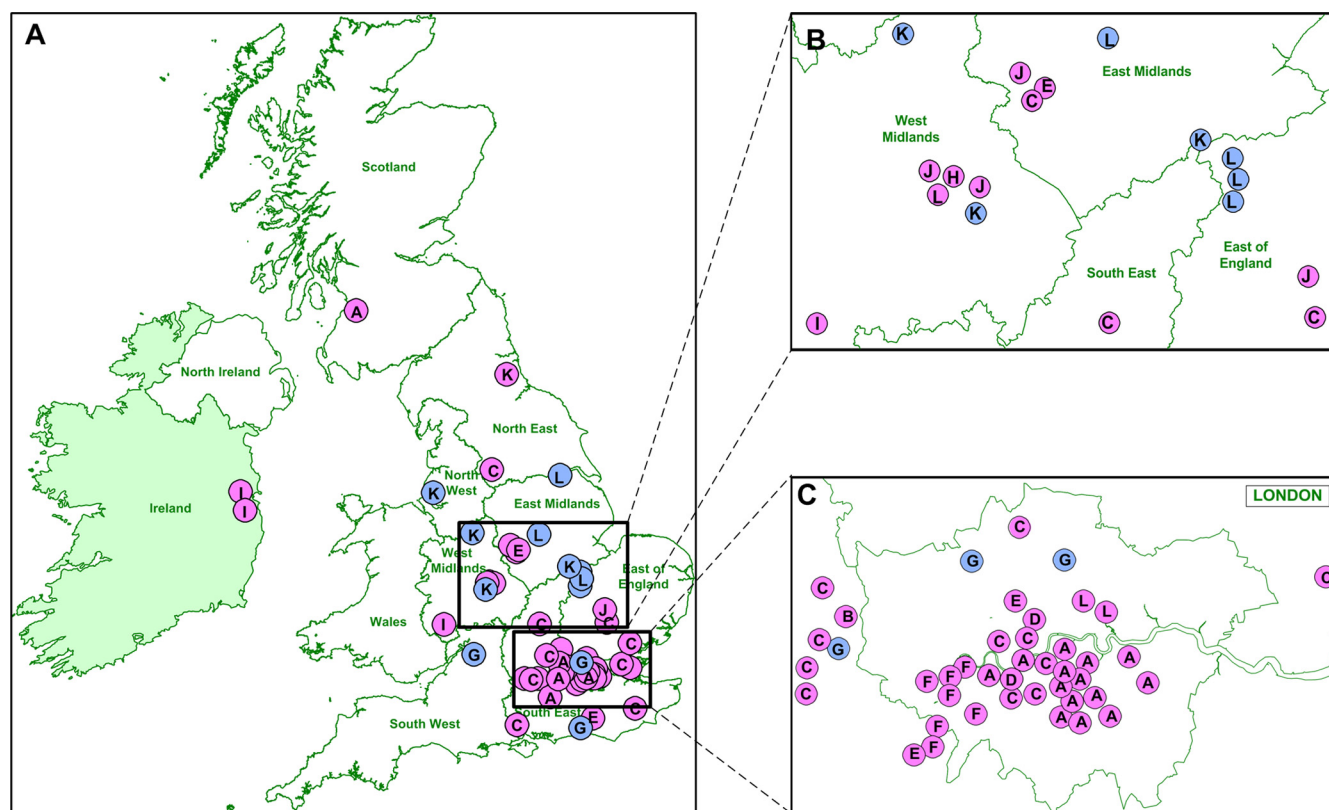 A
Scotland
A
North Ireland
K
North East
C
North
West
L
K
I
I
Ireland
East Midlands
K
L
E
West
Midlands
K
K
L
East of
England
J
C
C
I
Wales
G
C
C
A
G
C
C
A
A
A
South West
South East
C
E
C
G
B
K
L
East Midlands
J
E
C
West
Midlands
K
L
L
L
J
H
J
L
K
East of
England
South East
J
I
C
C
C
LONDON
C
G
G
C
C
E
L
L
B
D
C
G
C
C
A
C
F
A
C
A
A
F
F
A
D
A
A
A
C
F
C
C
A
A
A
F
A
A
A
A
F
F
E